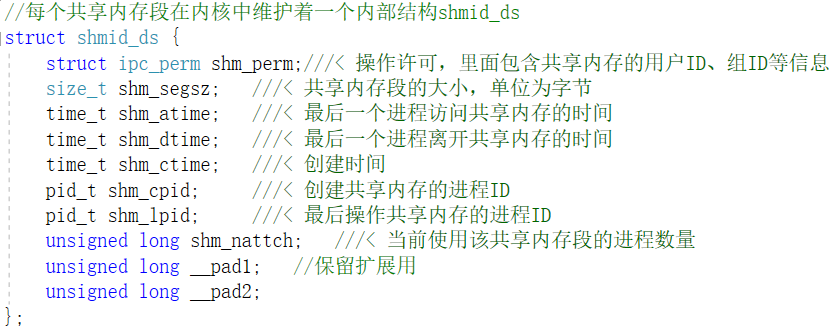 //每个共享内存段在内核中维护着一个内部结构shmid_ds
struct shmid_ds {
    struct ipc_perm shm_perm;///< 操作许可，里面包含共享内存的用户ID、组ID等信息
    size_t shm_segsz;   ///< 共享内存段的大小，单位为字节
    time_t shm_atime;   ///< 最后一个进程访问共享内存的时间
    time_t shm_dtime;   ///< 最后一个进程离开共享内存的时间
    time_t shm_ctime;   ///< 创建时间
    pid_t shm_cpid;     ///< 创建共享内存的进程ID
    pid_t shm_lpid;     ///< 最后操作共享内存的进程ID
    unsigned long shm_nattch;   ///< 当前使用该共享内存段的进程数量
    unsigned long __pad1;   //保留扩展用
    unsigned long __pad2;
};